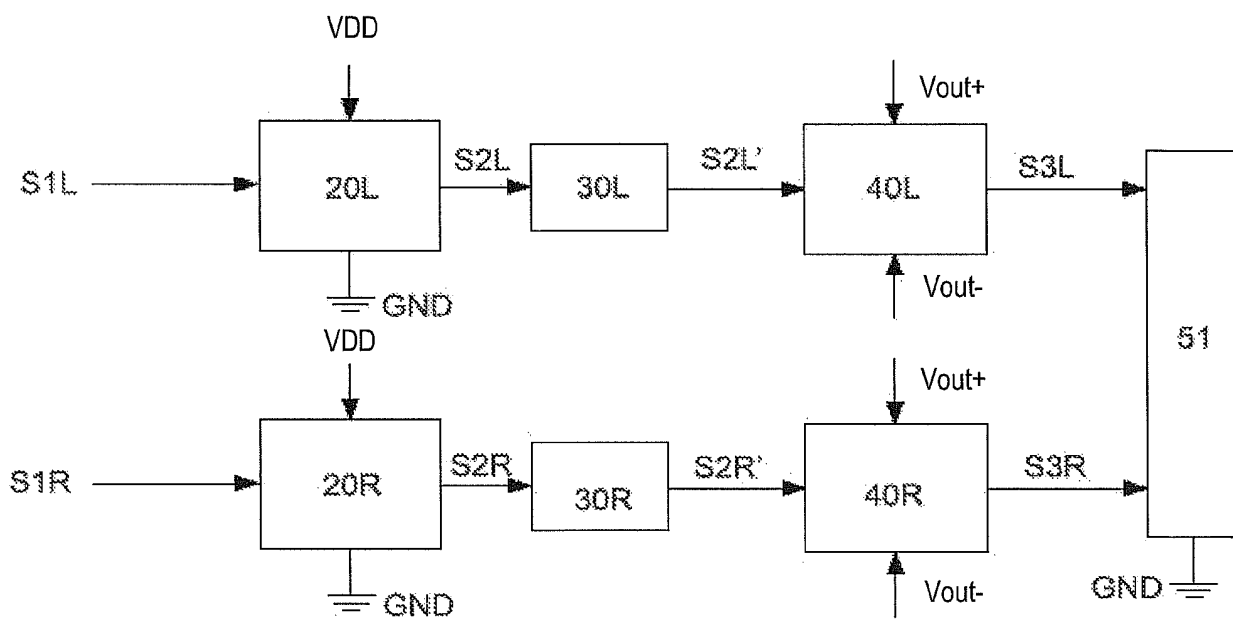 VDD
Vout+
S1L
20L
S2L
30L
S2L'
40L
S3L
GND
Vout-
51
VDD
Vout+
S1R
20R
S2R
30R
S2R'
40R
S3R
GND
Vout-
GND